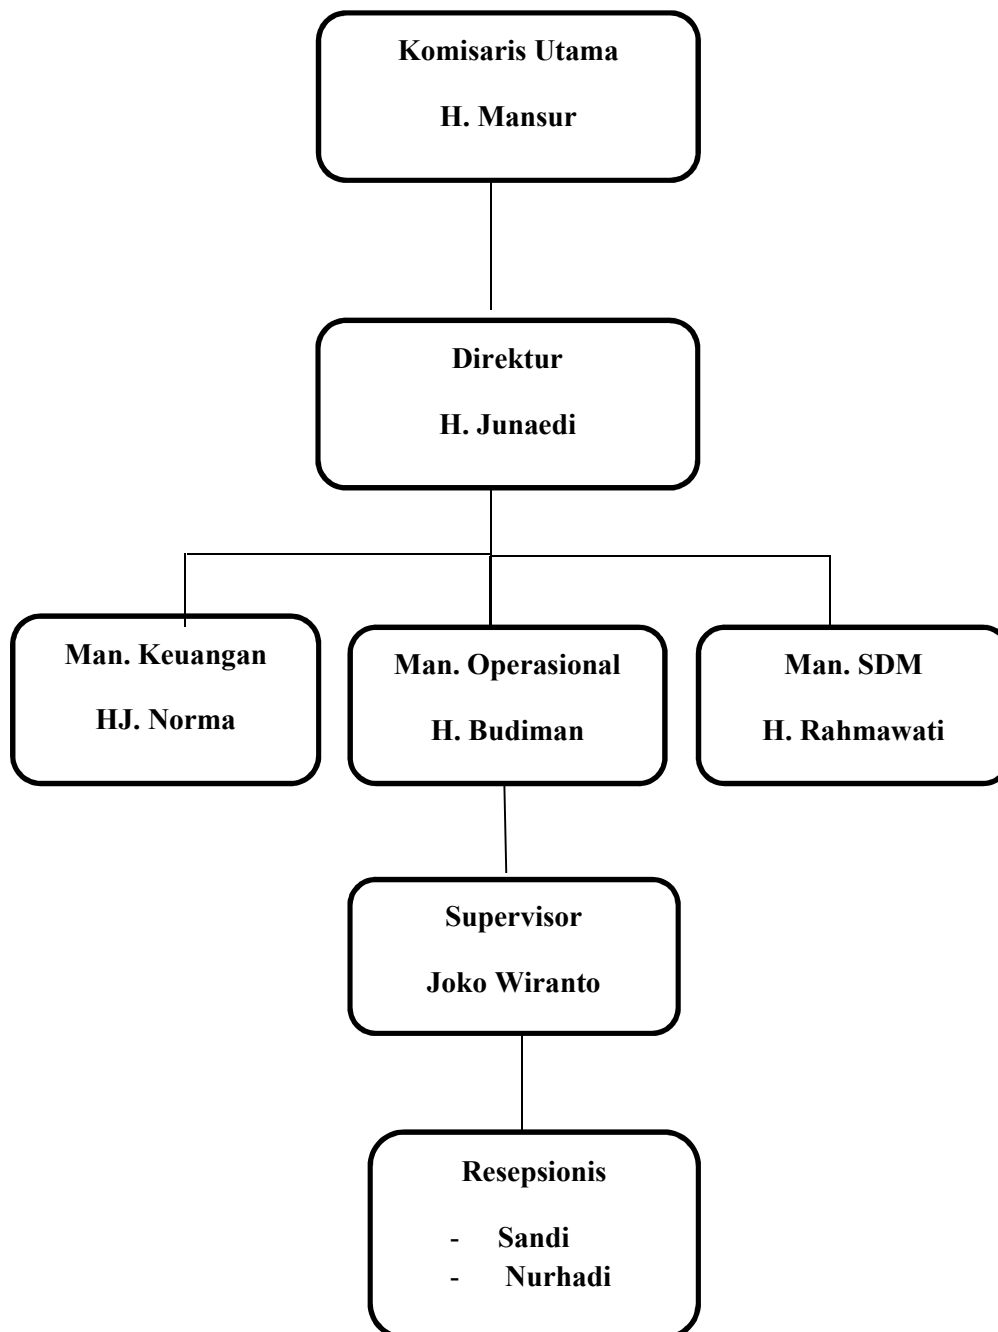 Komisaris Utama
H. Mansur
Direktur
H. Junaedi
Man. Keuangan
HJ. Norma
Man. Operasional
H. Budiman
Man. SDM
H. Rahmawati
Supervisor
Joko Wiranto
Resepsionis
- Sandi
- Nurhadi